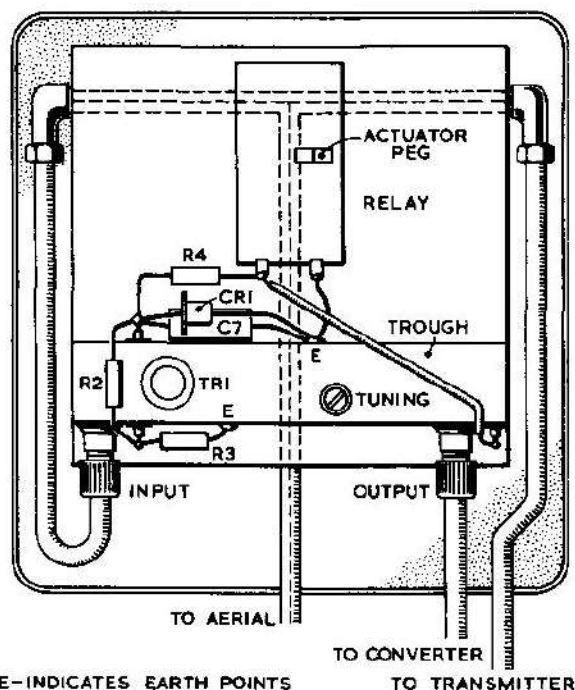 ACTUATOR
PEG
RELAY
R4
CR1
C7
TROUGH
E
R2
TR1
TUNING
E
R3
INPUT
OUTPUT
TO AERIAL
TO CONVERTER
E-INDICATES EARTH POINTS
TO TRANSMITTER